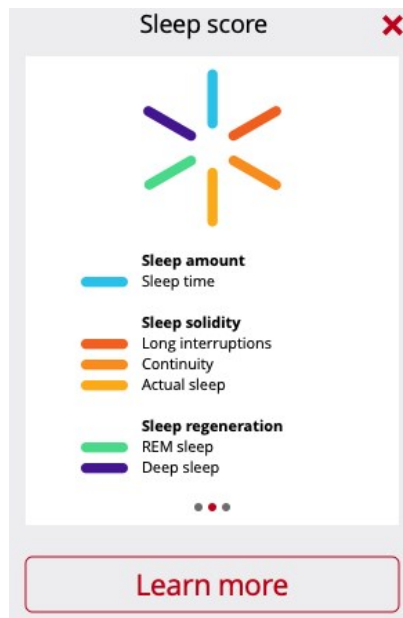 Sleep score
Sleep amount
Sleep time
Sleep solidity
Long interruptions
Continuity
Actual sleep
Sleep regeneration
REM sleep
Deep sleep
Learn more